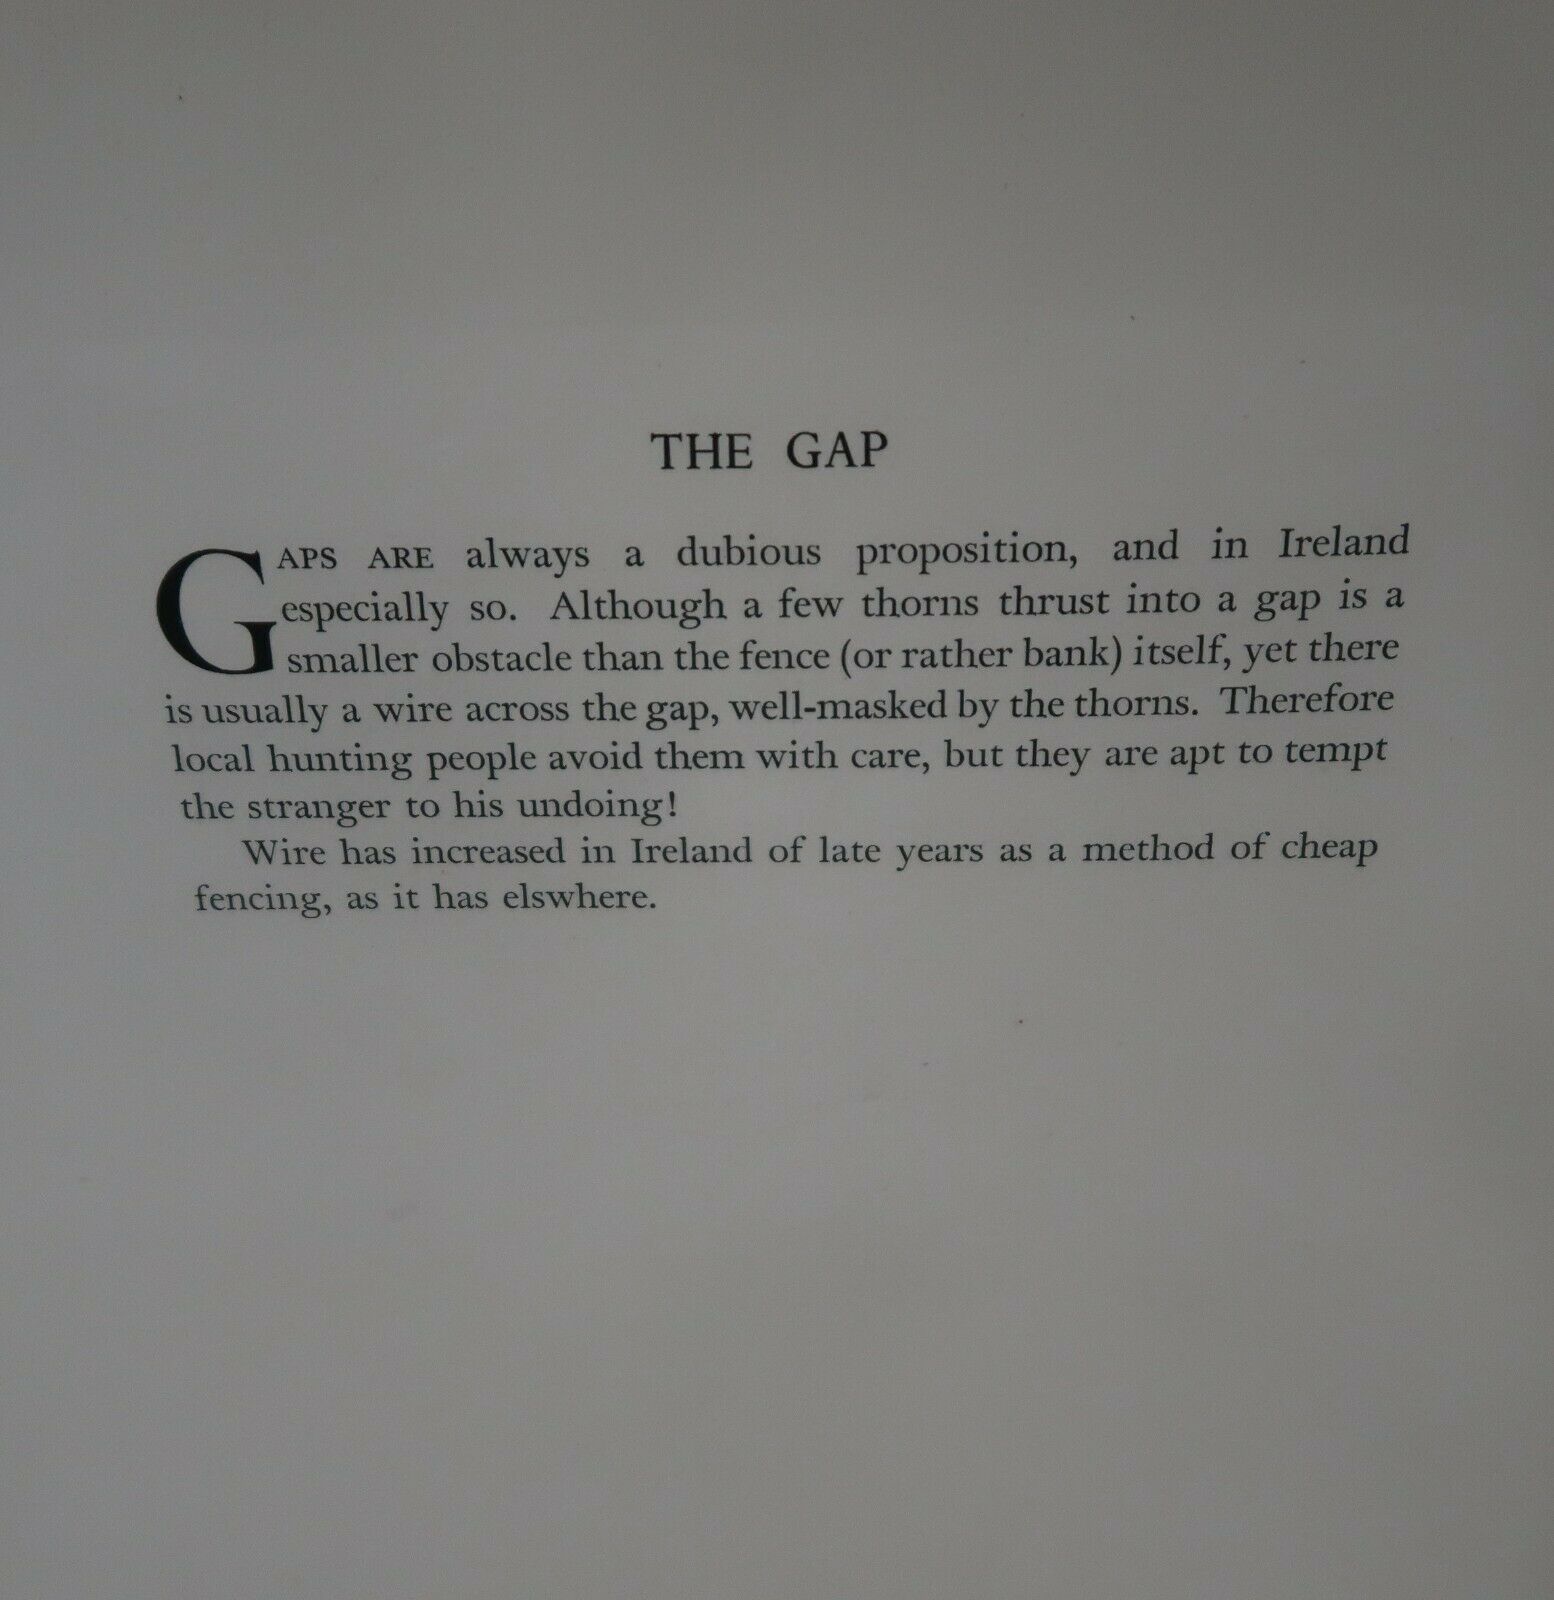 THE GAP
GAPS ARE always a dubious proposition, and in Ireland
especially so. Although a few thorns thrust into a gap is a
smaller obstacle than the fence (or rather bank) itself, yet there
is usually a wire across the gap, well-masked by the thorns. Therefore
local hunting people avoid them with care, but they are apt to tempt
the stranger to his undoing!
Wire has increased in Ireland of late years as a method of cheap
fencing, as it has elswhere.